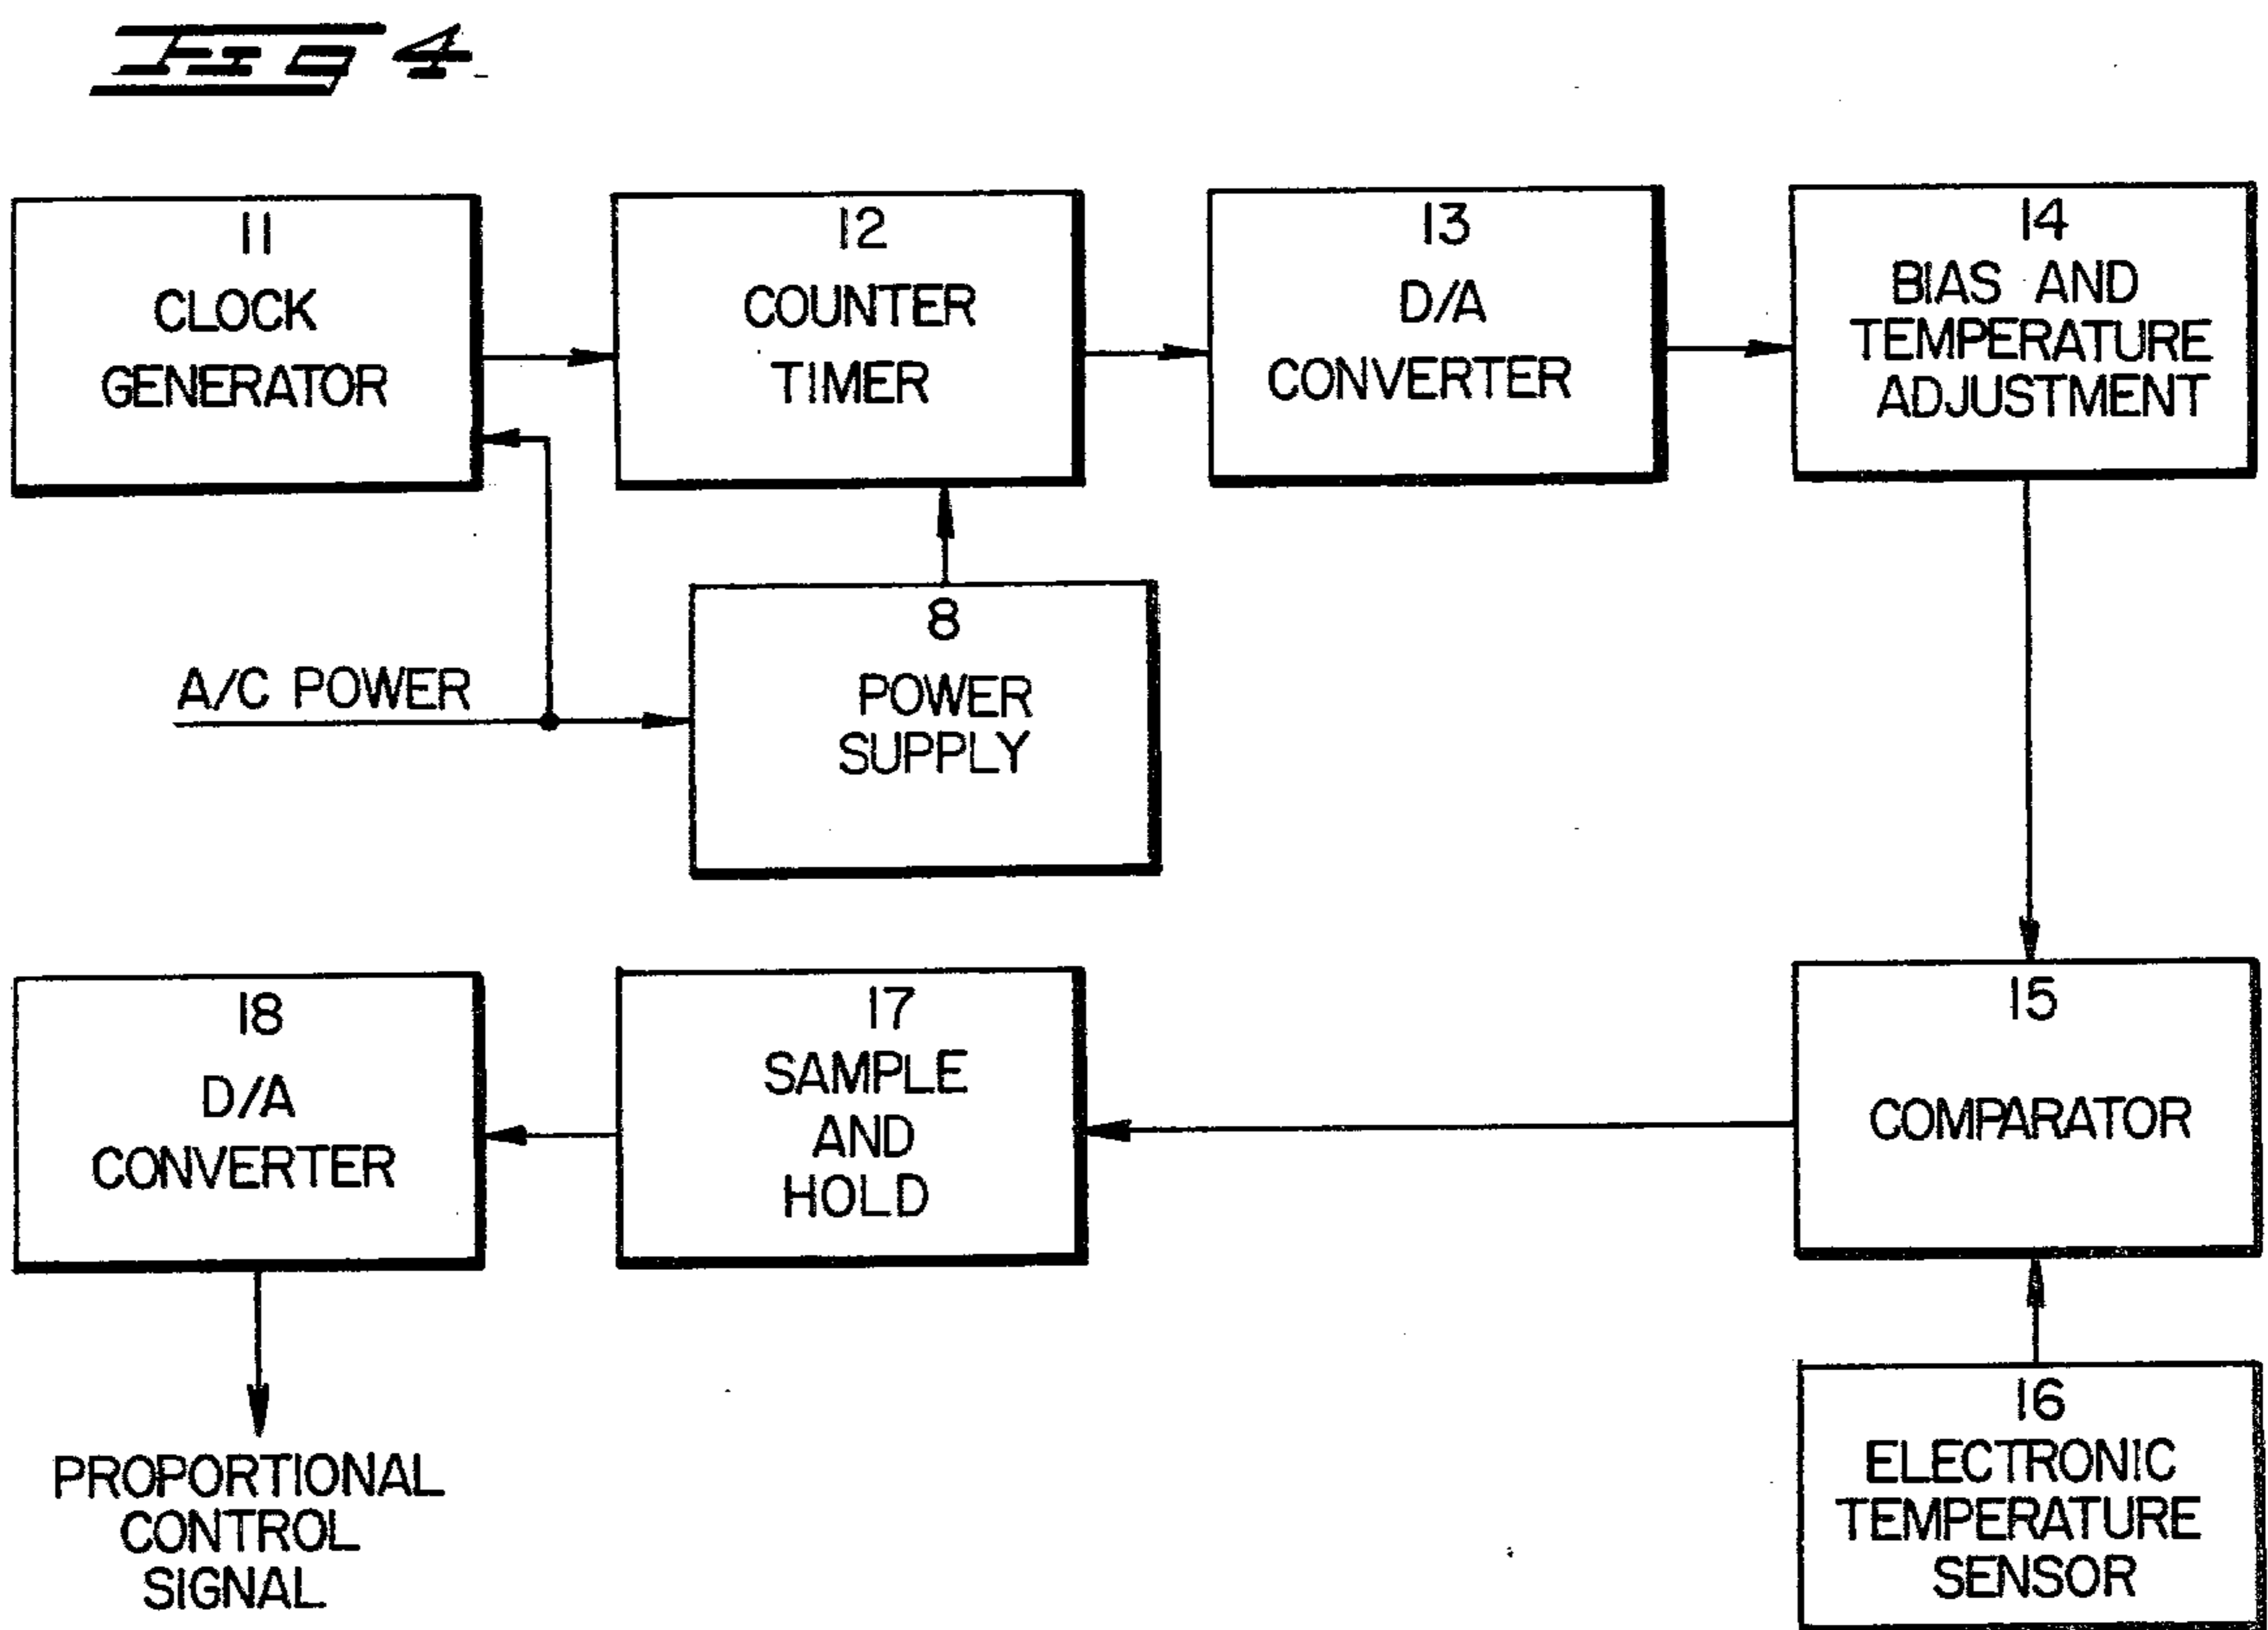 FIG 4
11
CLOCK
GENERATOR
12
COUNTER
TIMER
13
D/A
CONVERTER
14
BIAS AND
TEMPERATURE
ADJUSTMENT
A/C POWER
8
POWER
SUPPLY
18
D/A
CONVERTER
17
SAMPLE
AND
HOLD
15
COMPARATOR
16
ELECTRONIC
TEMPERATURE
SENSOR
PROPORTIONAL
CONTROL
SIGNAL